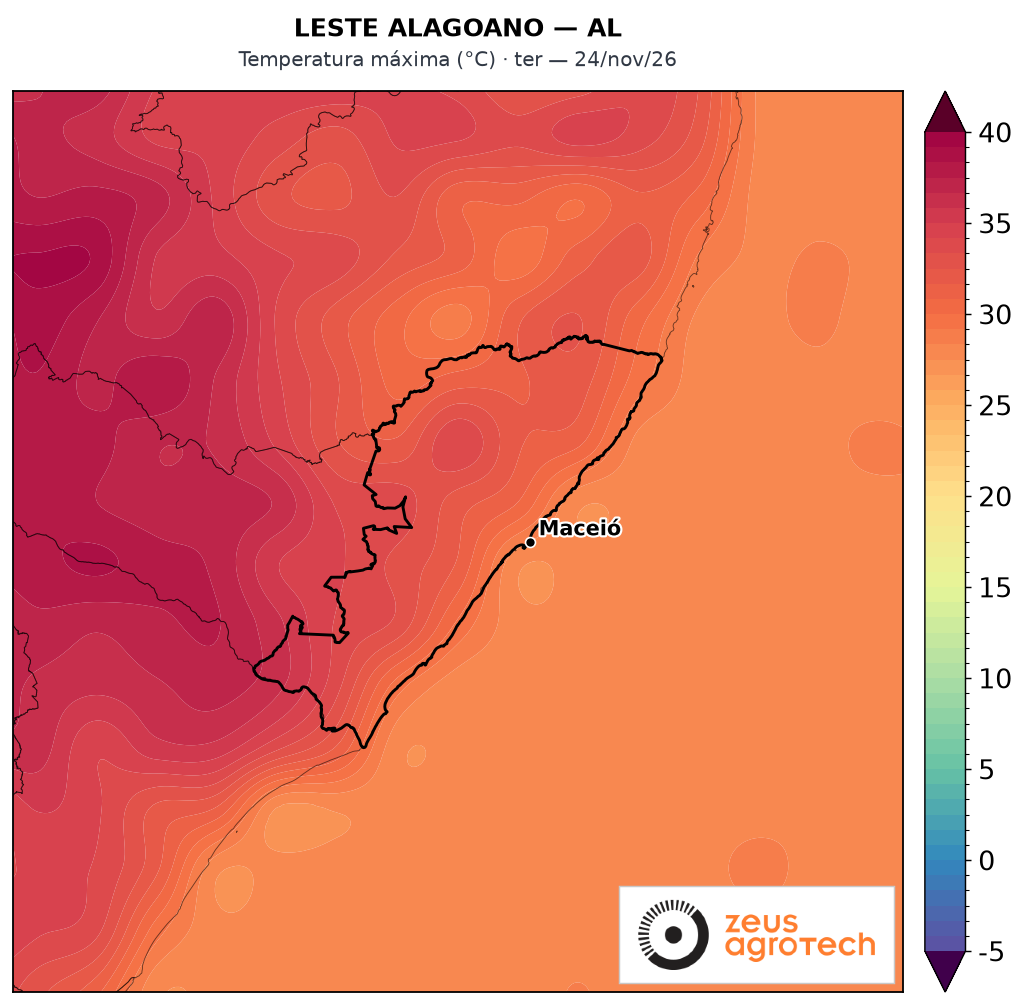 LESTE ALAGOANO — AL
Temperatura máxima (°C) · ter — 24/nov/26
40
35
30
25
20
15
10
5
0
-5
Maceió
zeus
agrotech